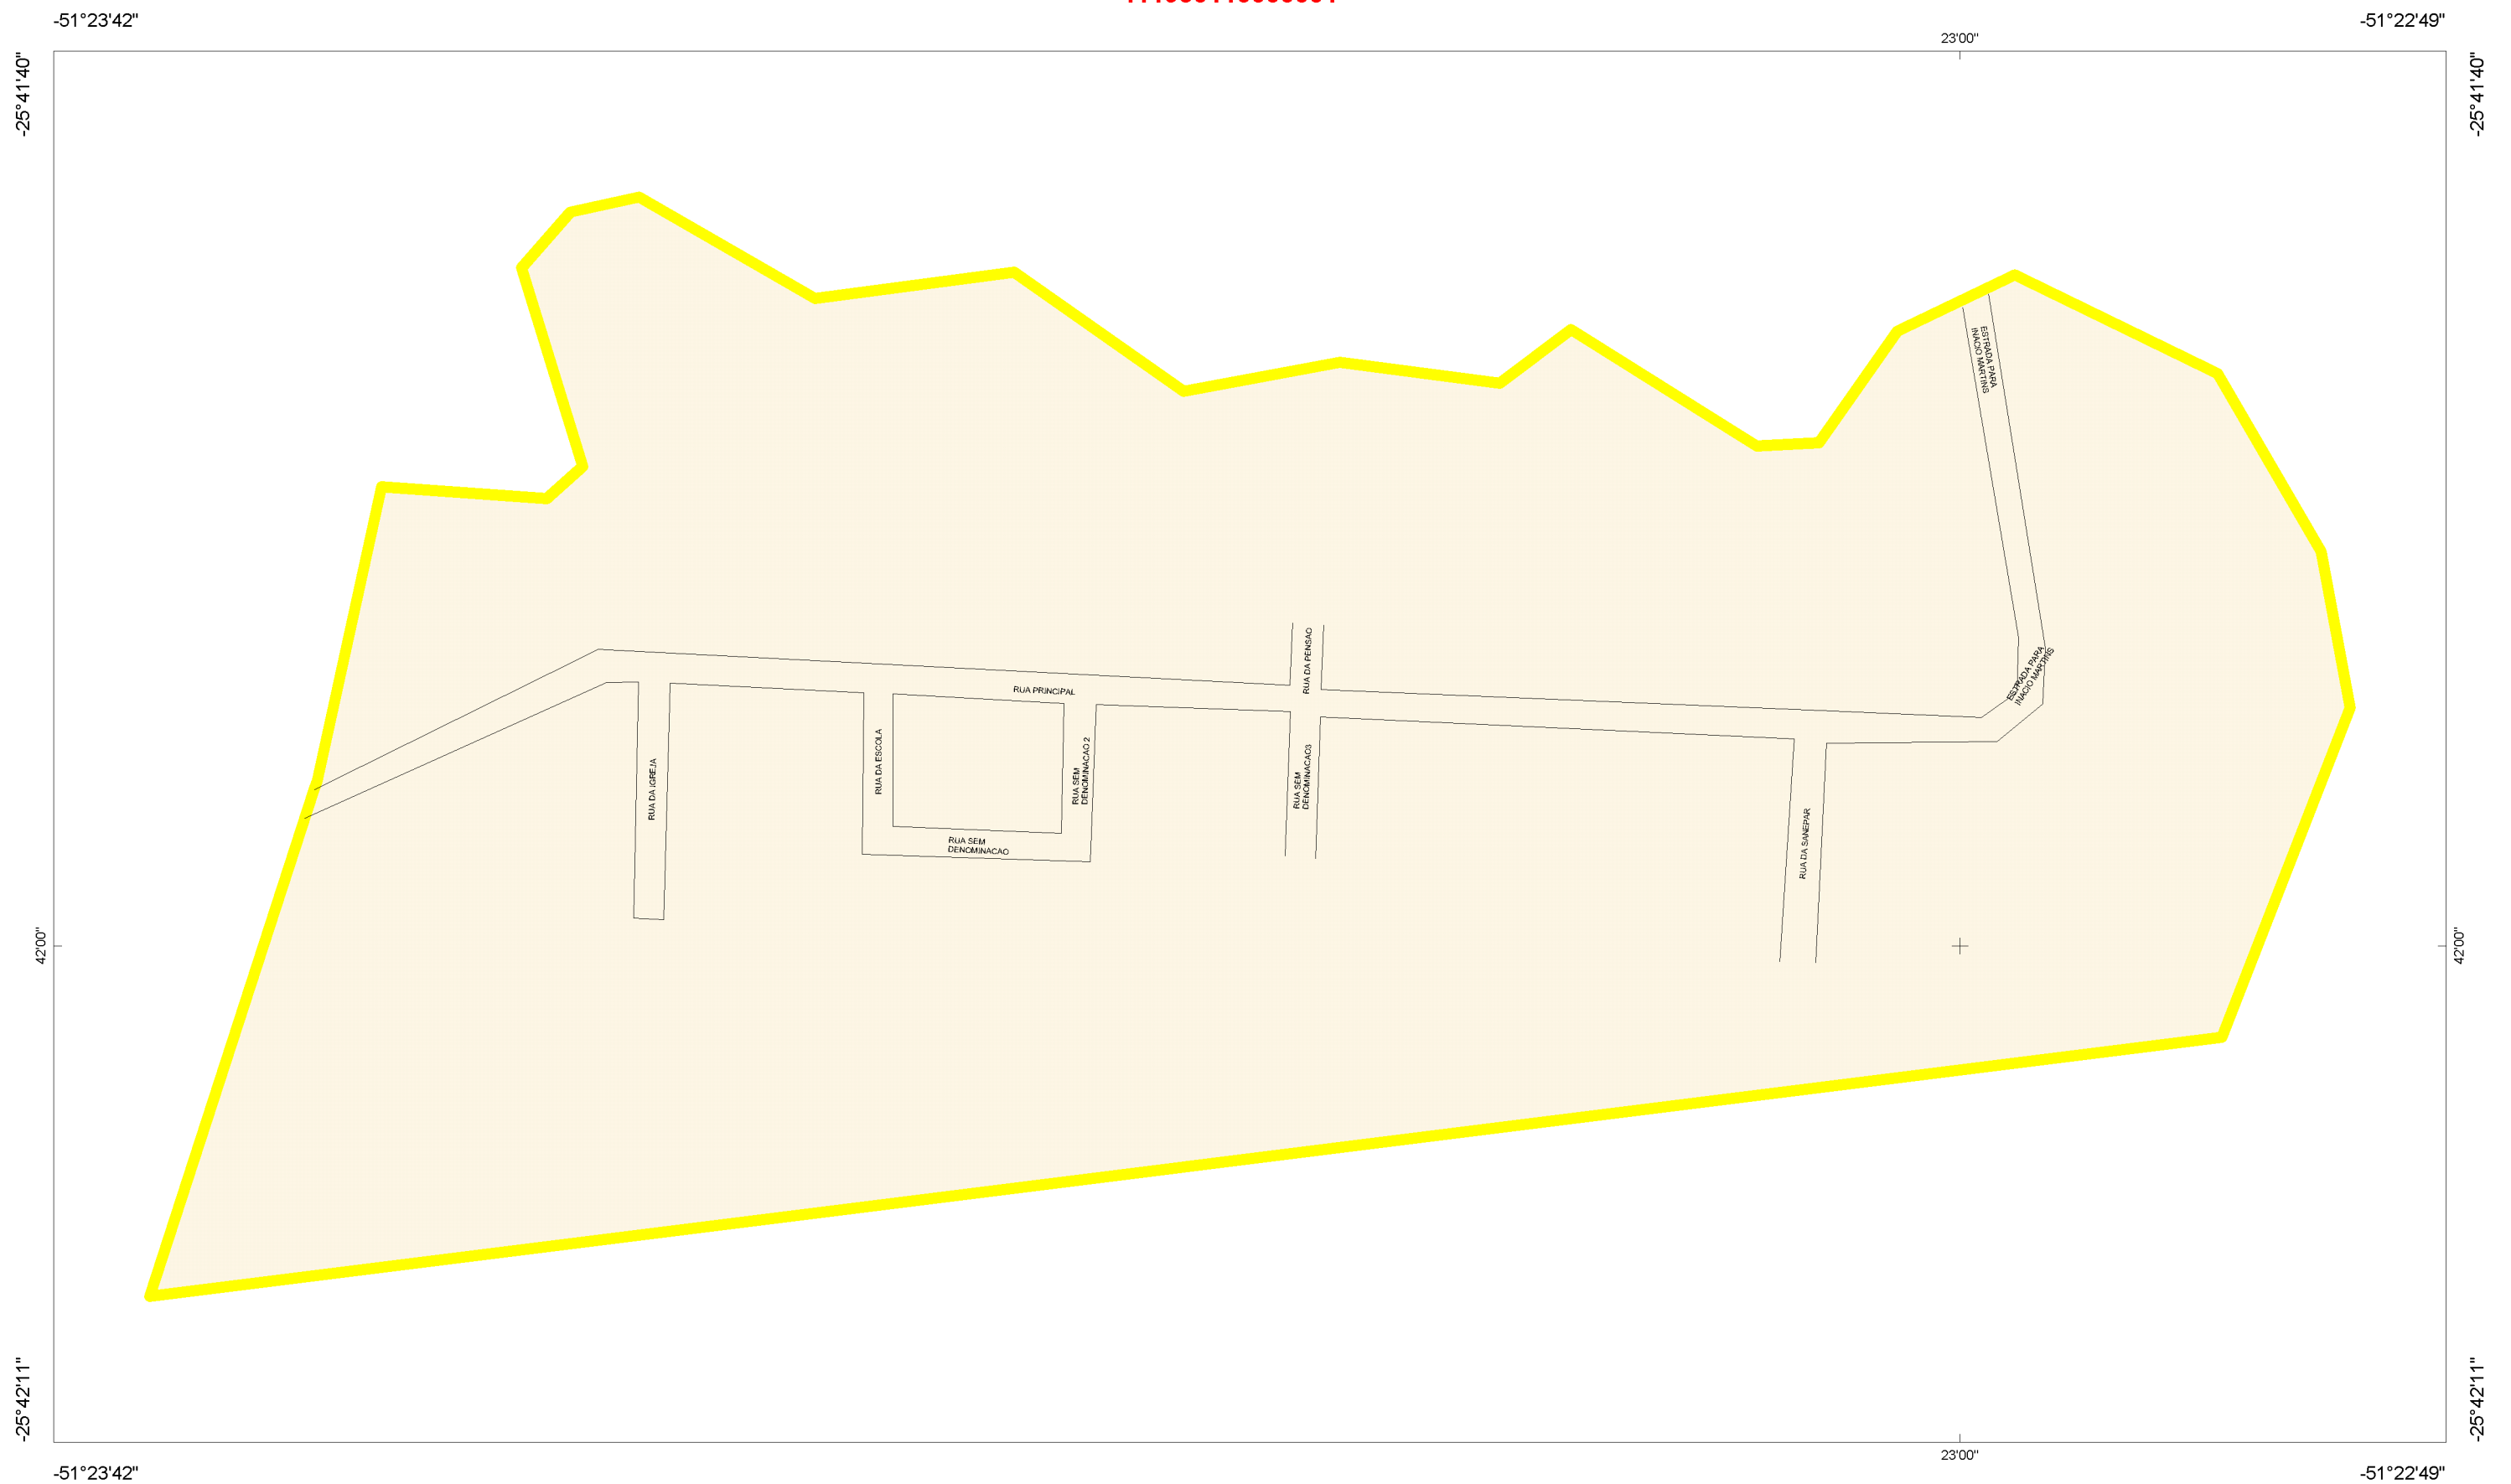 -51°23'42"
-51°22'49"
23'00"
-25°41'40"
-25°41'40"
ESTRADA PARA
INACIO MARTINS
RUA DA PENSAO
ESTRADA PARA
INACIO MARTINS
RUA PRINCIPAL
RUA DA IGREJA
RUA DA ESCOLA
RUA SEM
DENOMINACAO 2
RUA SEM
DENOMINACAO3
RUA SEM
DENOMINACAO
RUA DA SANEPAR
42'00"
42'00"
-25°42'11"
-25°42'11"
23'00"
-51°23'42"
-51°22'49"